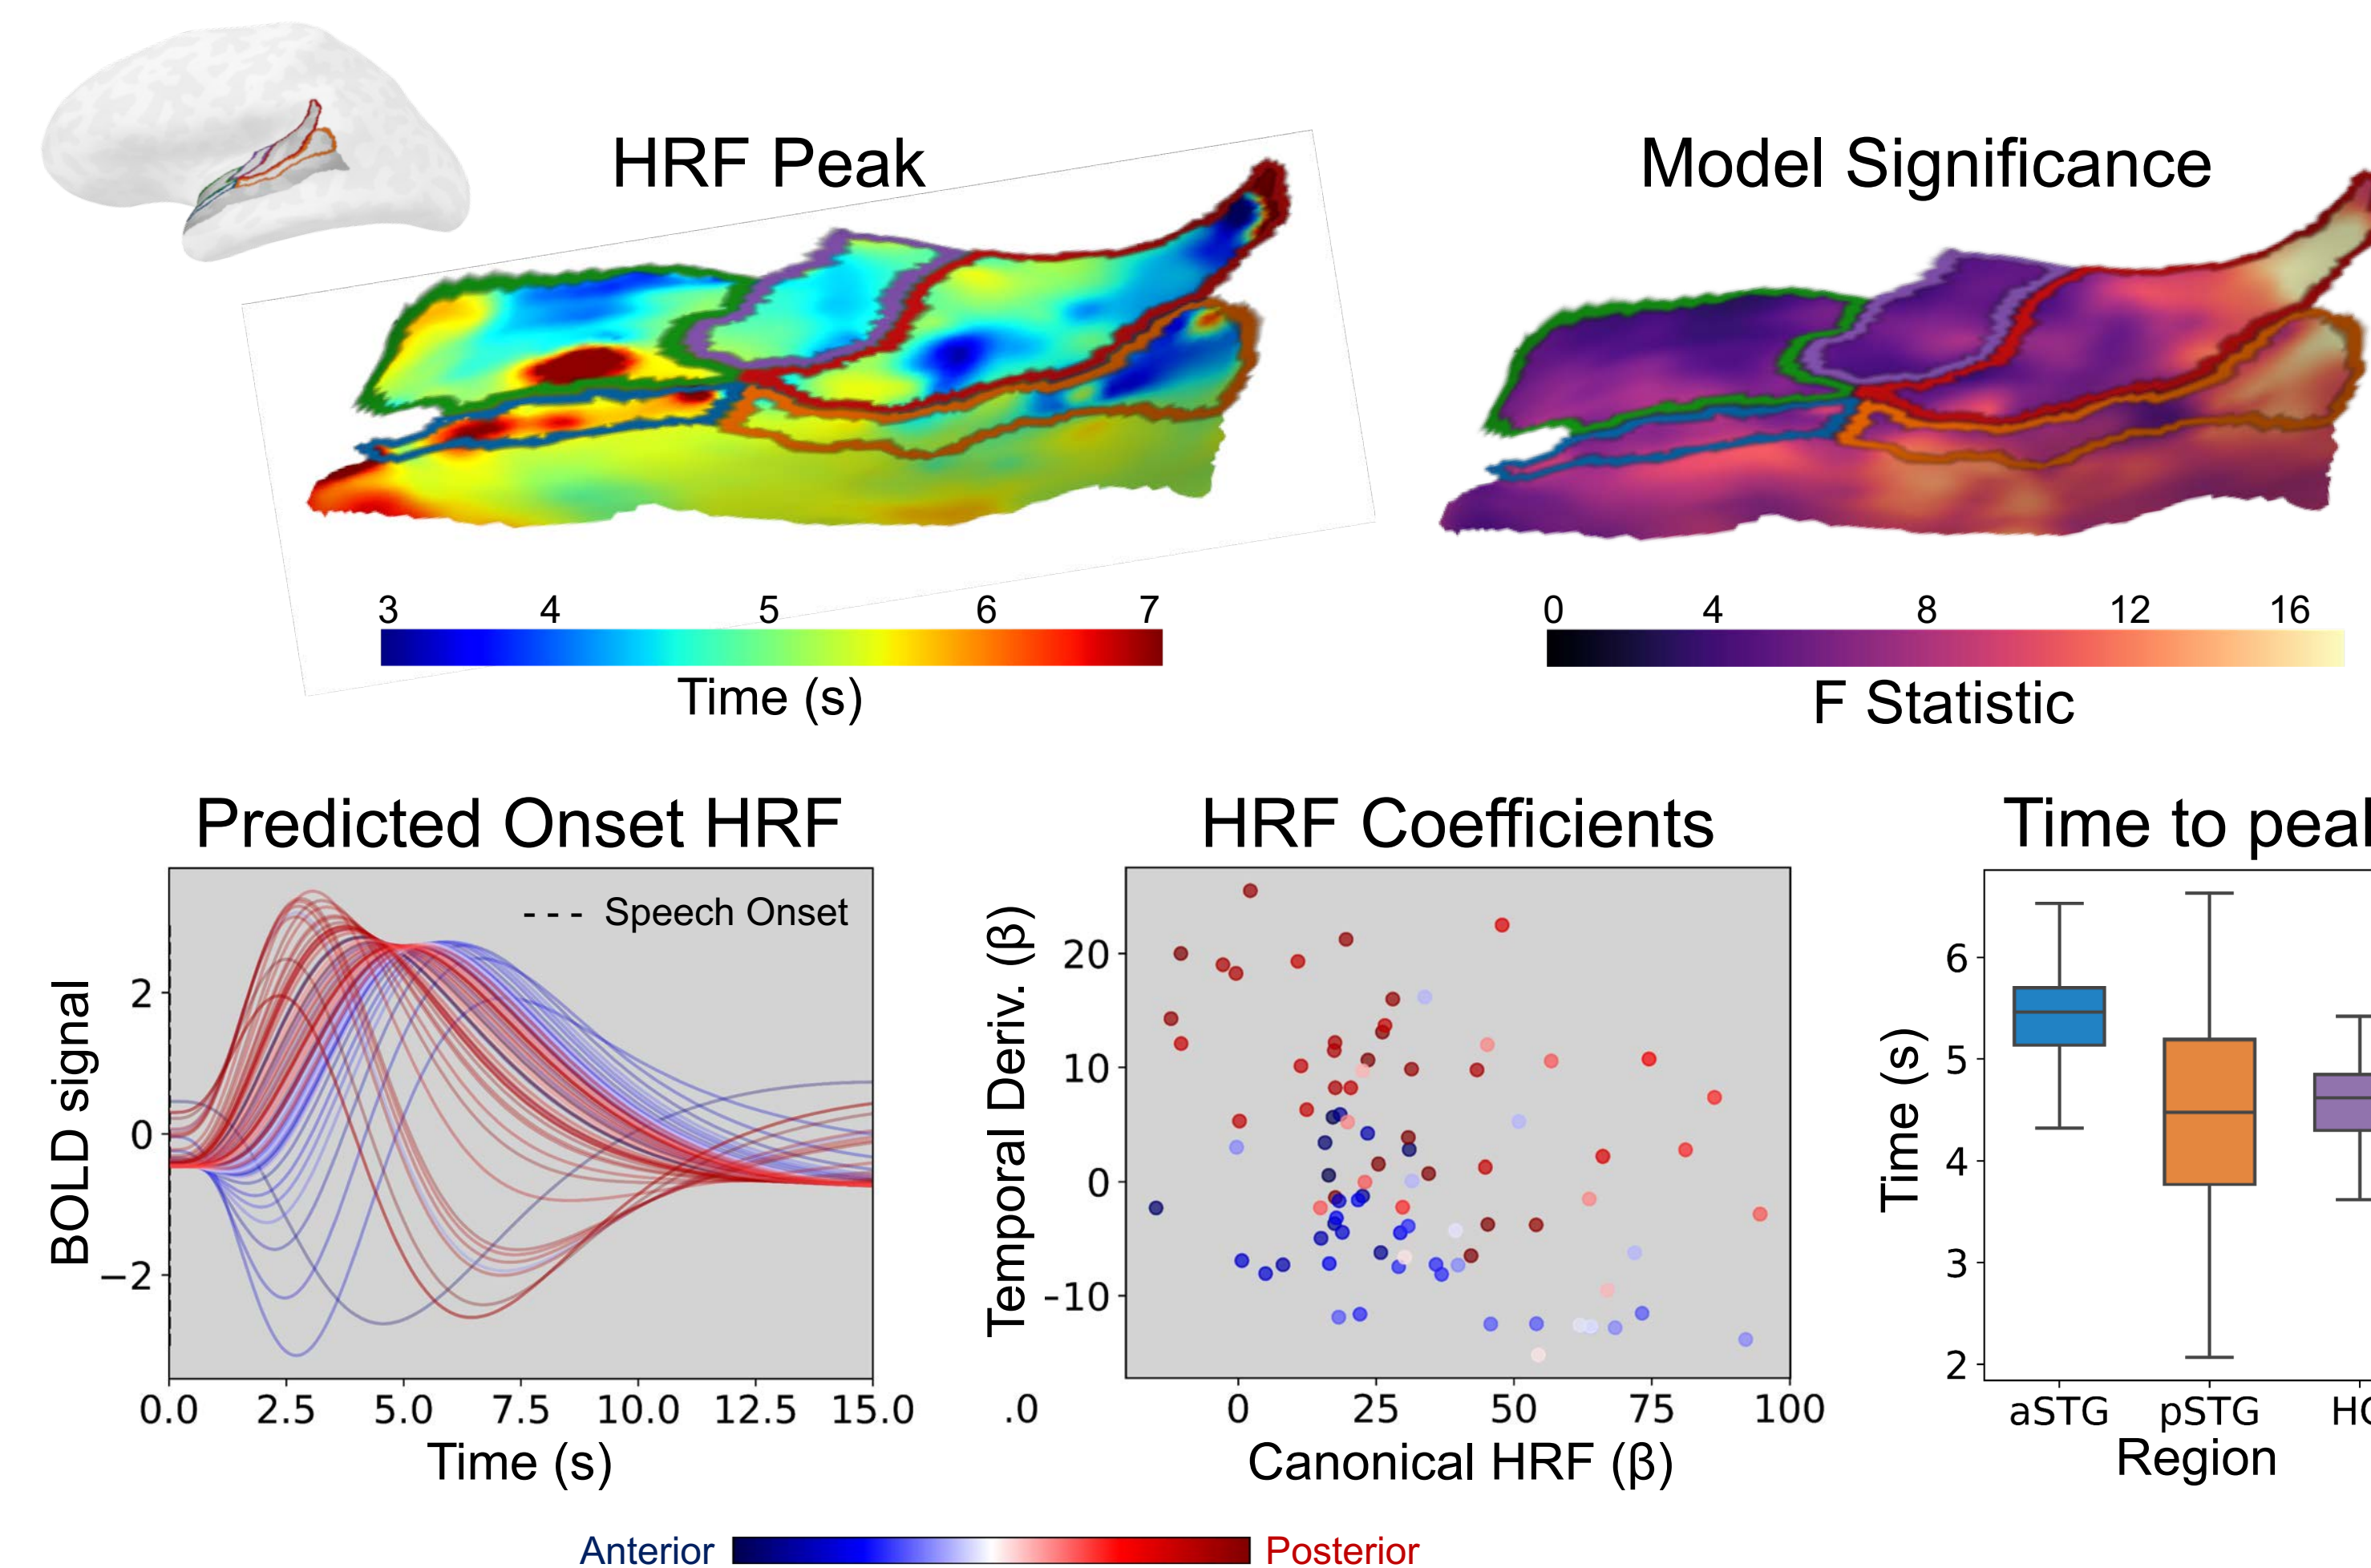 HRF Peak
Model Significance
3 4 5 6 7
Time (s)
0 4 8 12 16
F Statistic
Predicted Onset HRF
HRF Coefficients
Time to peak
--- Speech Onset
BOLD signal
2
0
−2
0.0 2.5 5.0 7.5 10.0 12.5 15.0
Time (s)
Temporal Deriv. (β)
20
10
0
-10
.0
0 25 50 75 100
Canonical HRF (β)
Time (s)
6
5
4
3
2
aSTG pSTG
Region
Anterior
Posterior